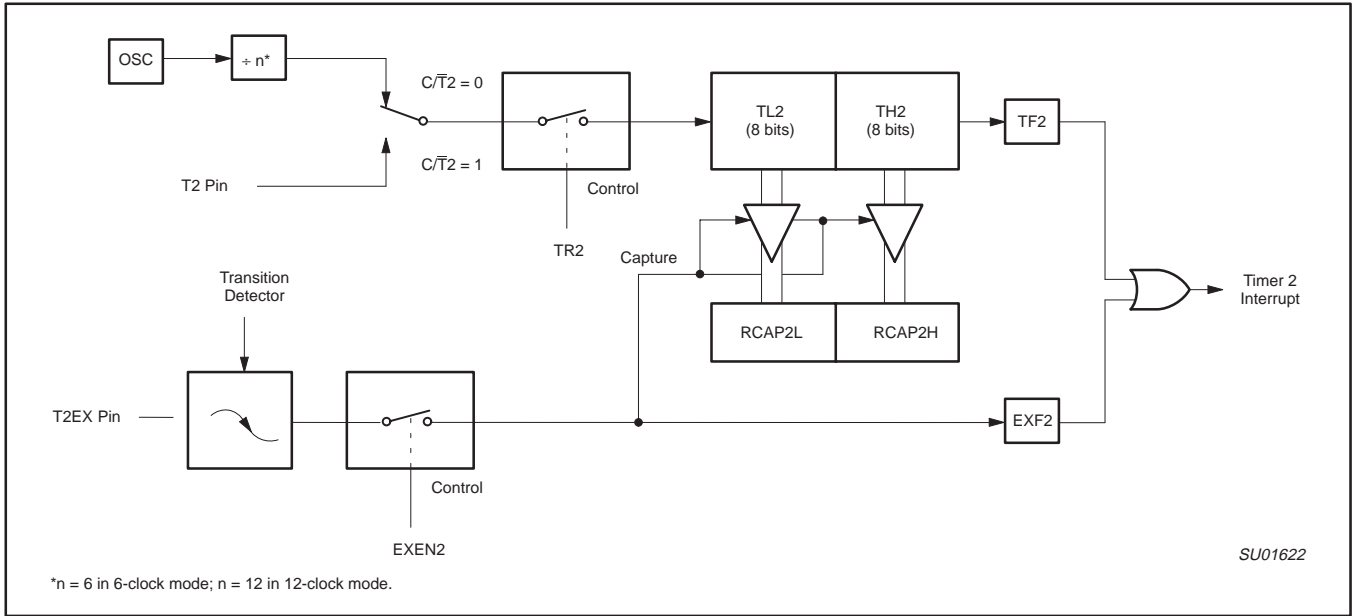 OSC
÷ n*
C/T̅2 = 0
TL2
(8 bits)
TH2
(8 bits)
TF2
C/T̅2 = 1
T2 Pin
Control
TR2
Capture
Transition
Detector
Timer 2
Interrupt
RCAP2L
RCAP2H
T2EX Pin
EXF2
Control
EXEN2
SU01622
*n = 6 in 6-clock mode; n = 12 in 12-clock mode.